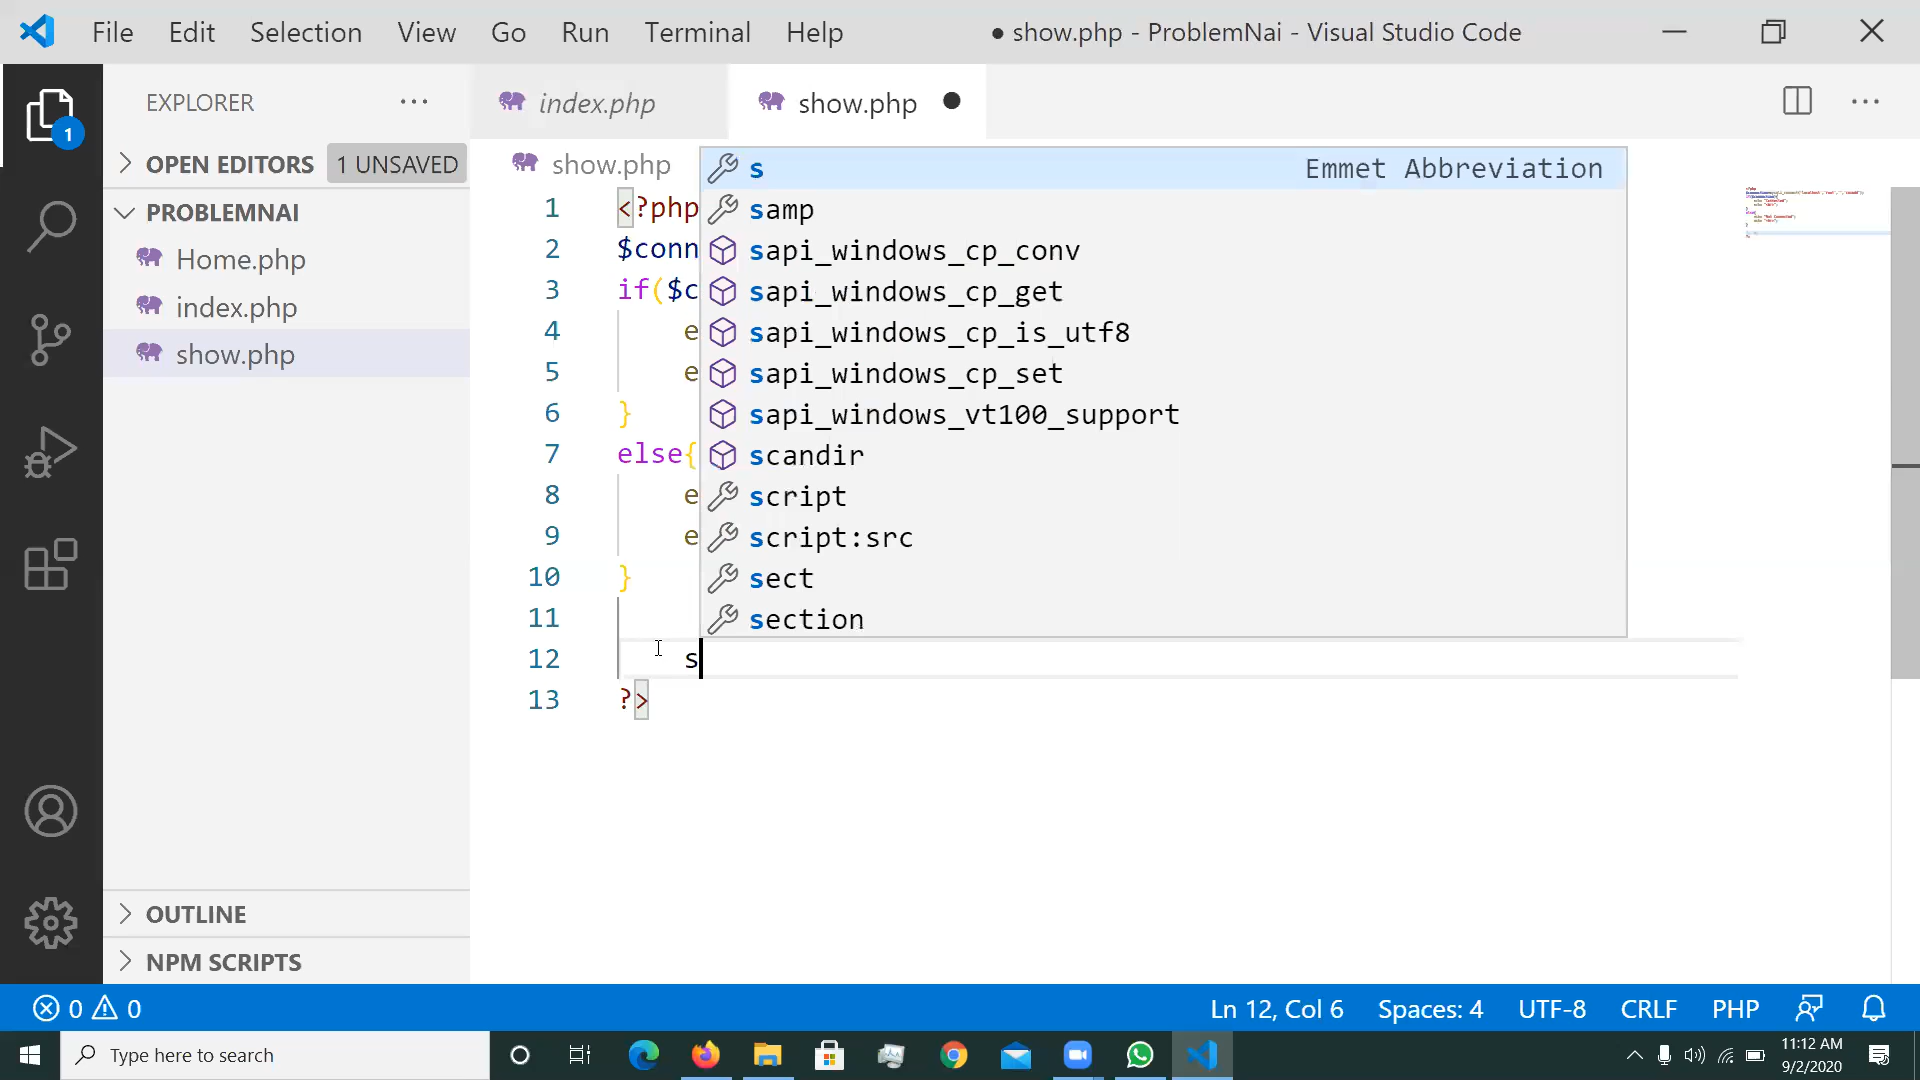 File Edit Selection View Go Run Terminal Help
● show.php - ProblemNai - Visual Studio Code
EXPLORER
OPEN EDITORS 1 UNSAVED
PROBLEMNAI
Home.php
index.php
show.php
OUTLINE
NPM SCRIPTS
1
index.php
show.php
show.php
1 <?php
2 $conn
3 if($c
4 e
5 e
6 }
7 else{
8 e
9 e
10 }
11
12 s
13 ?>
s Emmet Abbreviation
samp
sapi_windows_cp_conv
sapi_windows_cp_get
sapi_windows_cp_is_utf8
sapi_windows_cp_set
sapi_windows_vt100_support
scandir
script
script:src
sect
section
0 0 Ln 12, Col 6 Spaces: 4 UTF-8 CRLF PHP
Type here to search
11:12 AM
9/2/2020